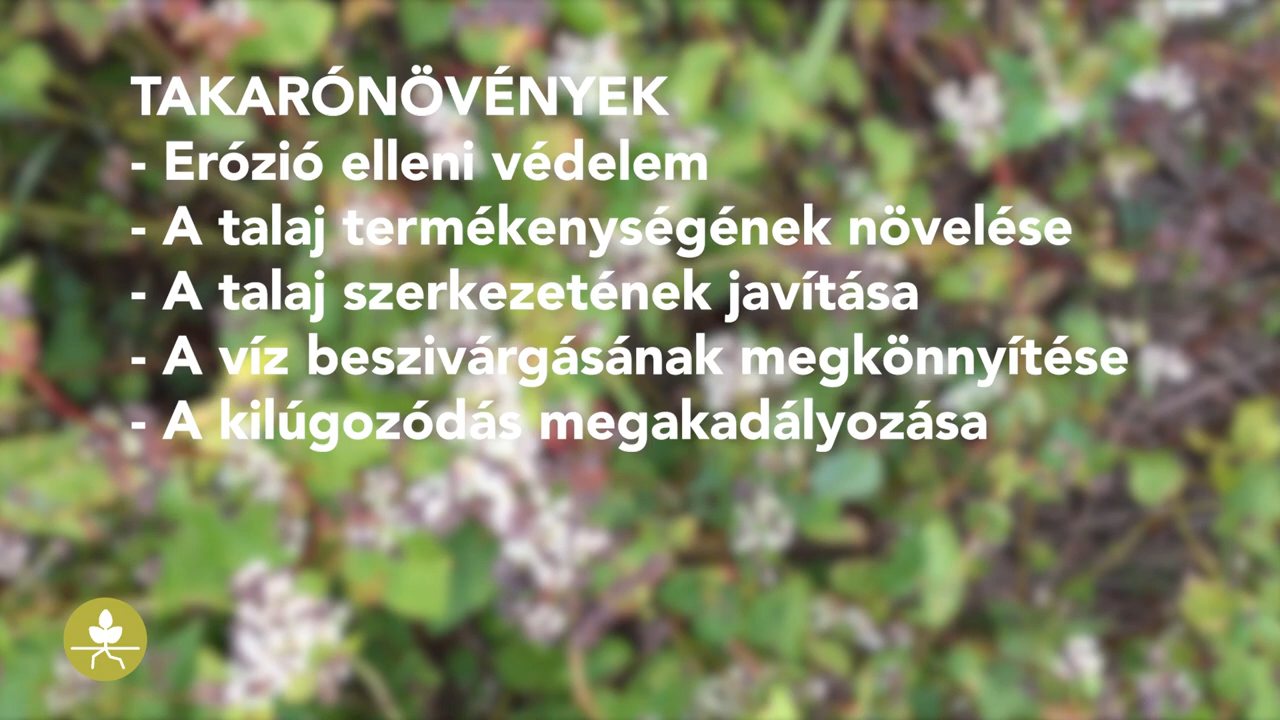 TAKARÓNÖVÉNYEK
- Erózió elleni védelem
- A talaj termékenységének növelése
- A talaj szerkezetének javítása
- A víz beszivárgásának megkönnyítése
- A kilúgozódás megakadályozása